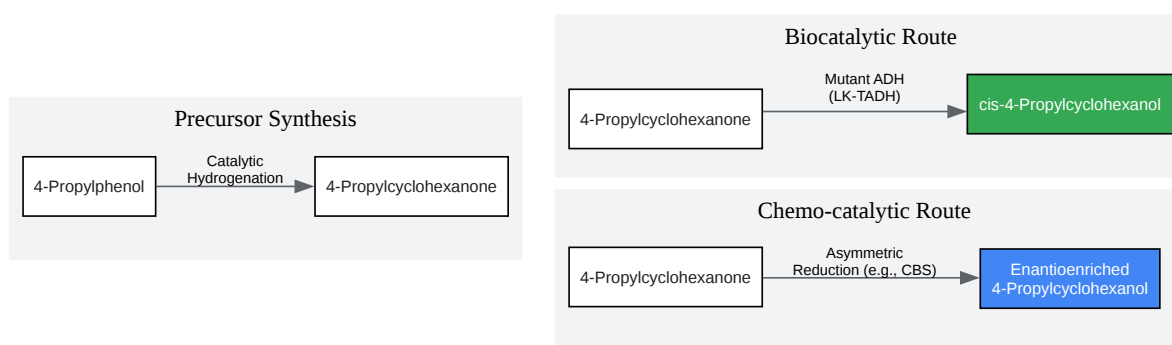 Precursor Synthesis
4-Propylphenol
Catalytic
Hydrogenation
4-Propylcyclohexanone
Biocatalytic Route
4-Propylcyclohexanone
Mutant ADH
(LK-TADH)
cis-4-Propylcyclohexanol
Chemo-catalytic Route
4-Propylcyclohexanone
Asymmetric
Reduction (e.g., CBS)
Enantioenriched
4-Propylcyclohexanol